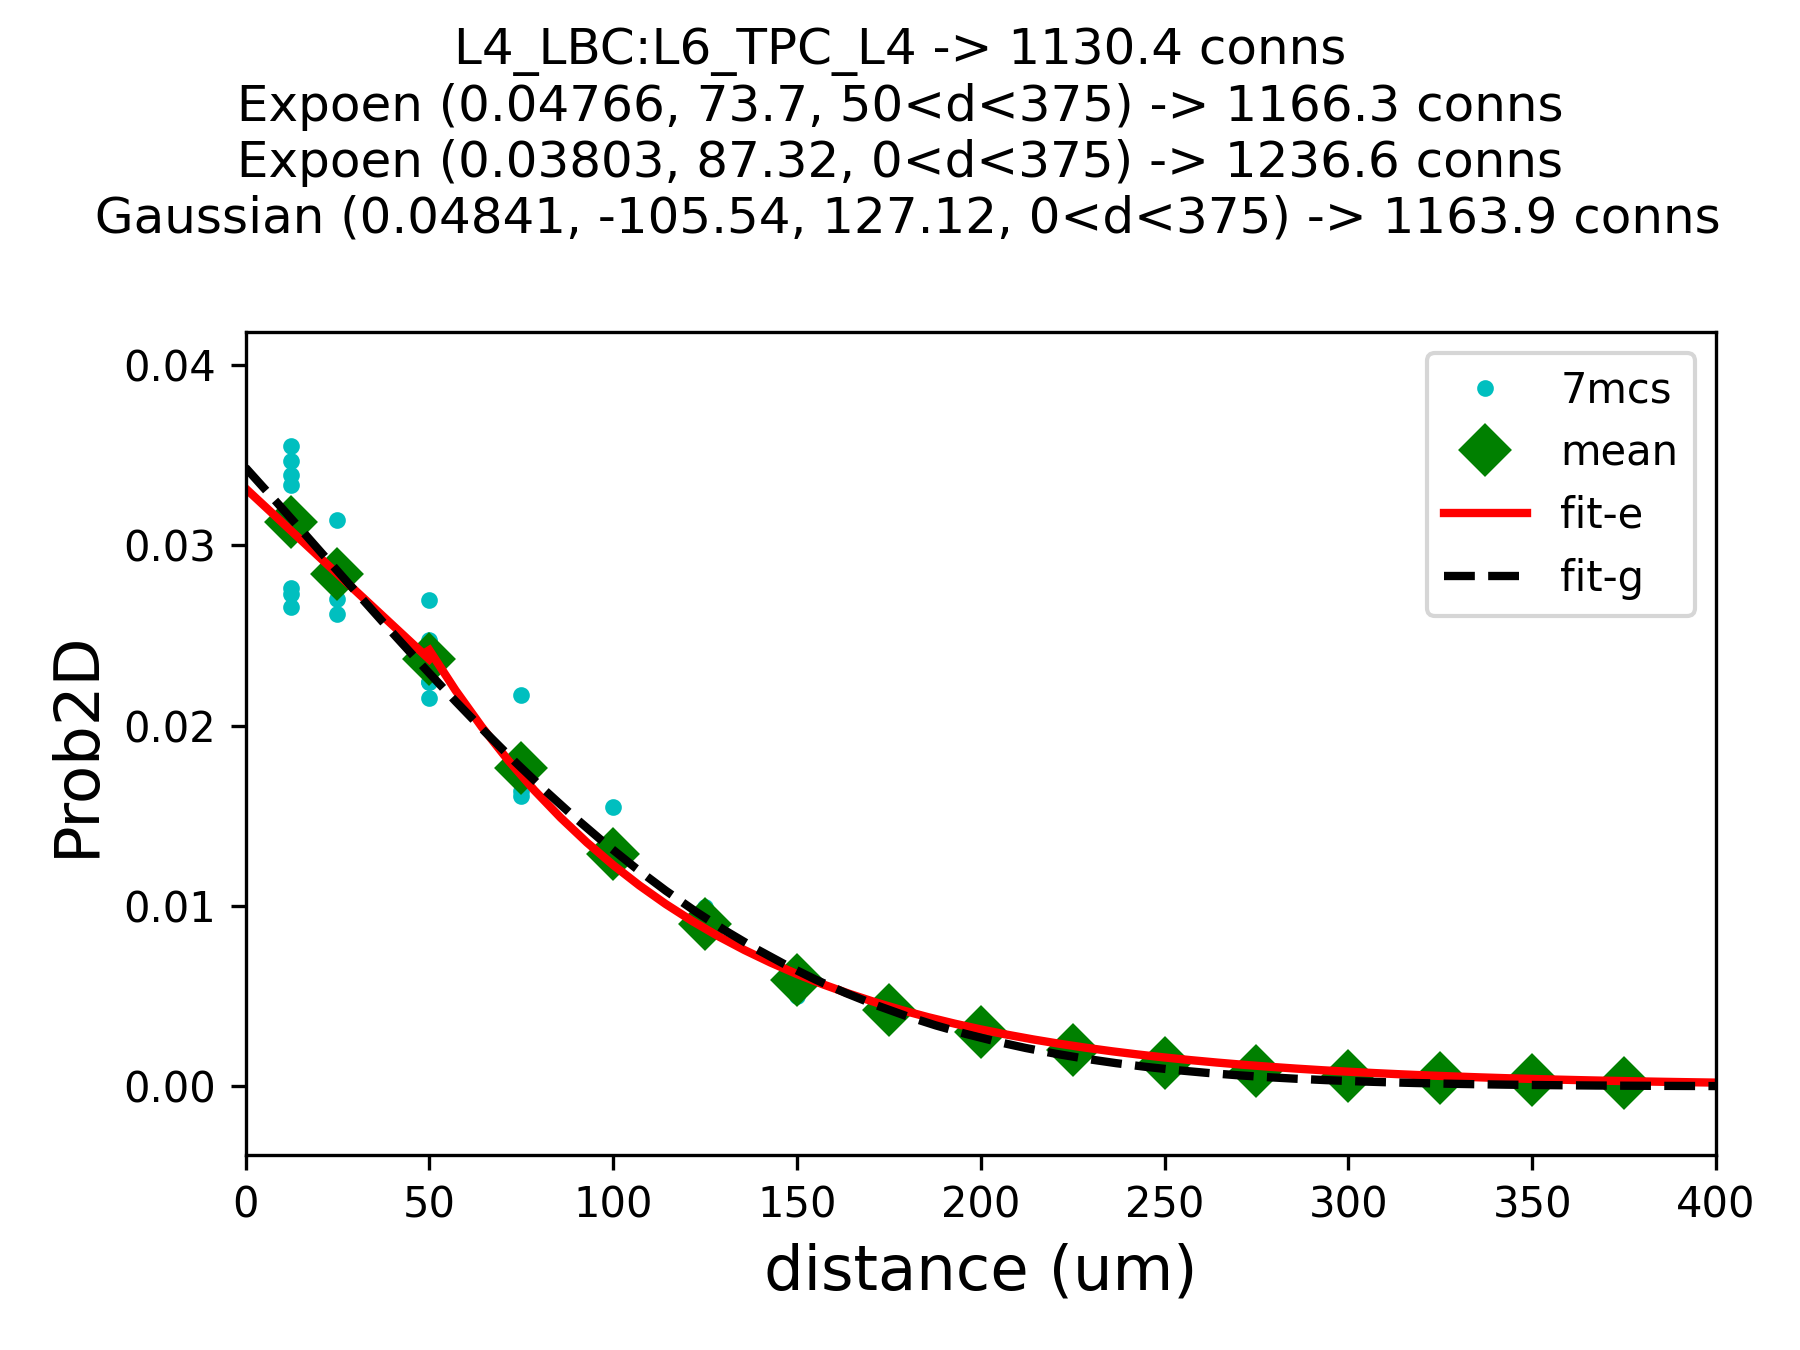 L4_LBC:L6_TPC_L4 -> 1130.4 conns
Expoen (0.04766, 73.7, 50<d<375) -> 1166.3 conns
Expoen (0.03803, 87.32, 0<d<375) -> 1236.6 conns
Gaussian (0.04841, -105.54, 127.12, 0<d<375) -> 1163.9 conns
7mcs
mean
fit-e
fit-g
Prob2D
0.04
0.03
0.02
0.01
0.00
0 50 100 150 200 250 300 350 400
distance (um)